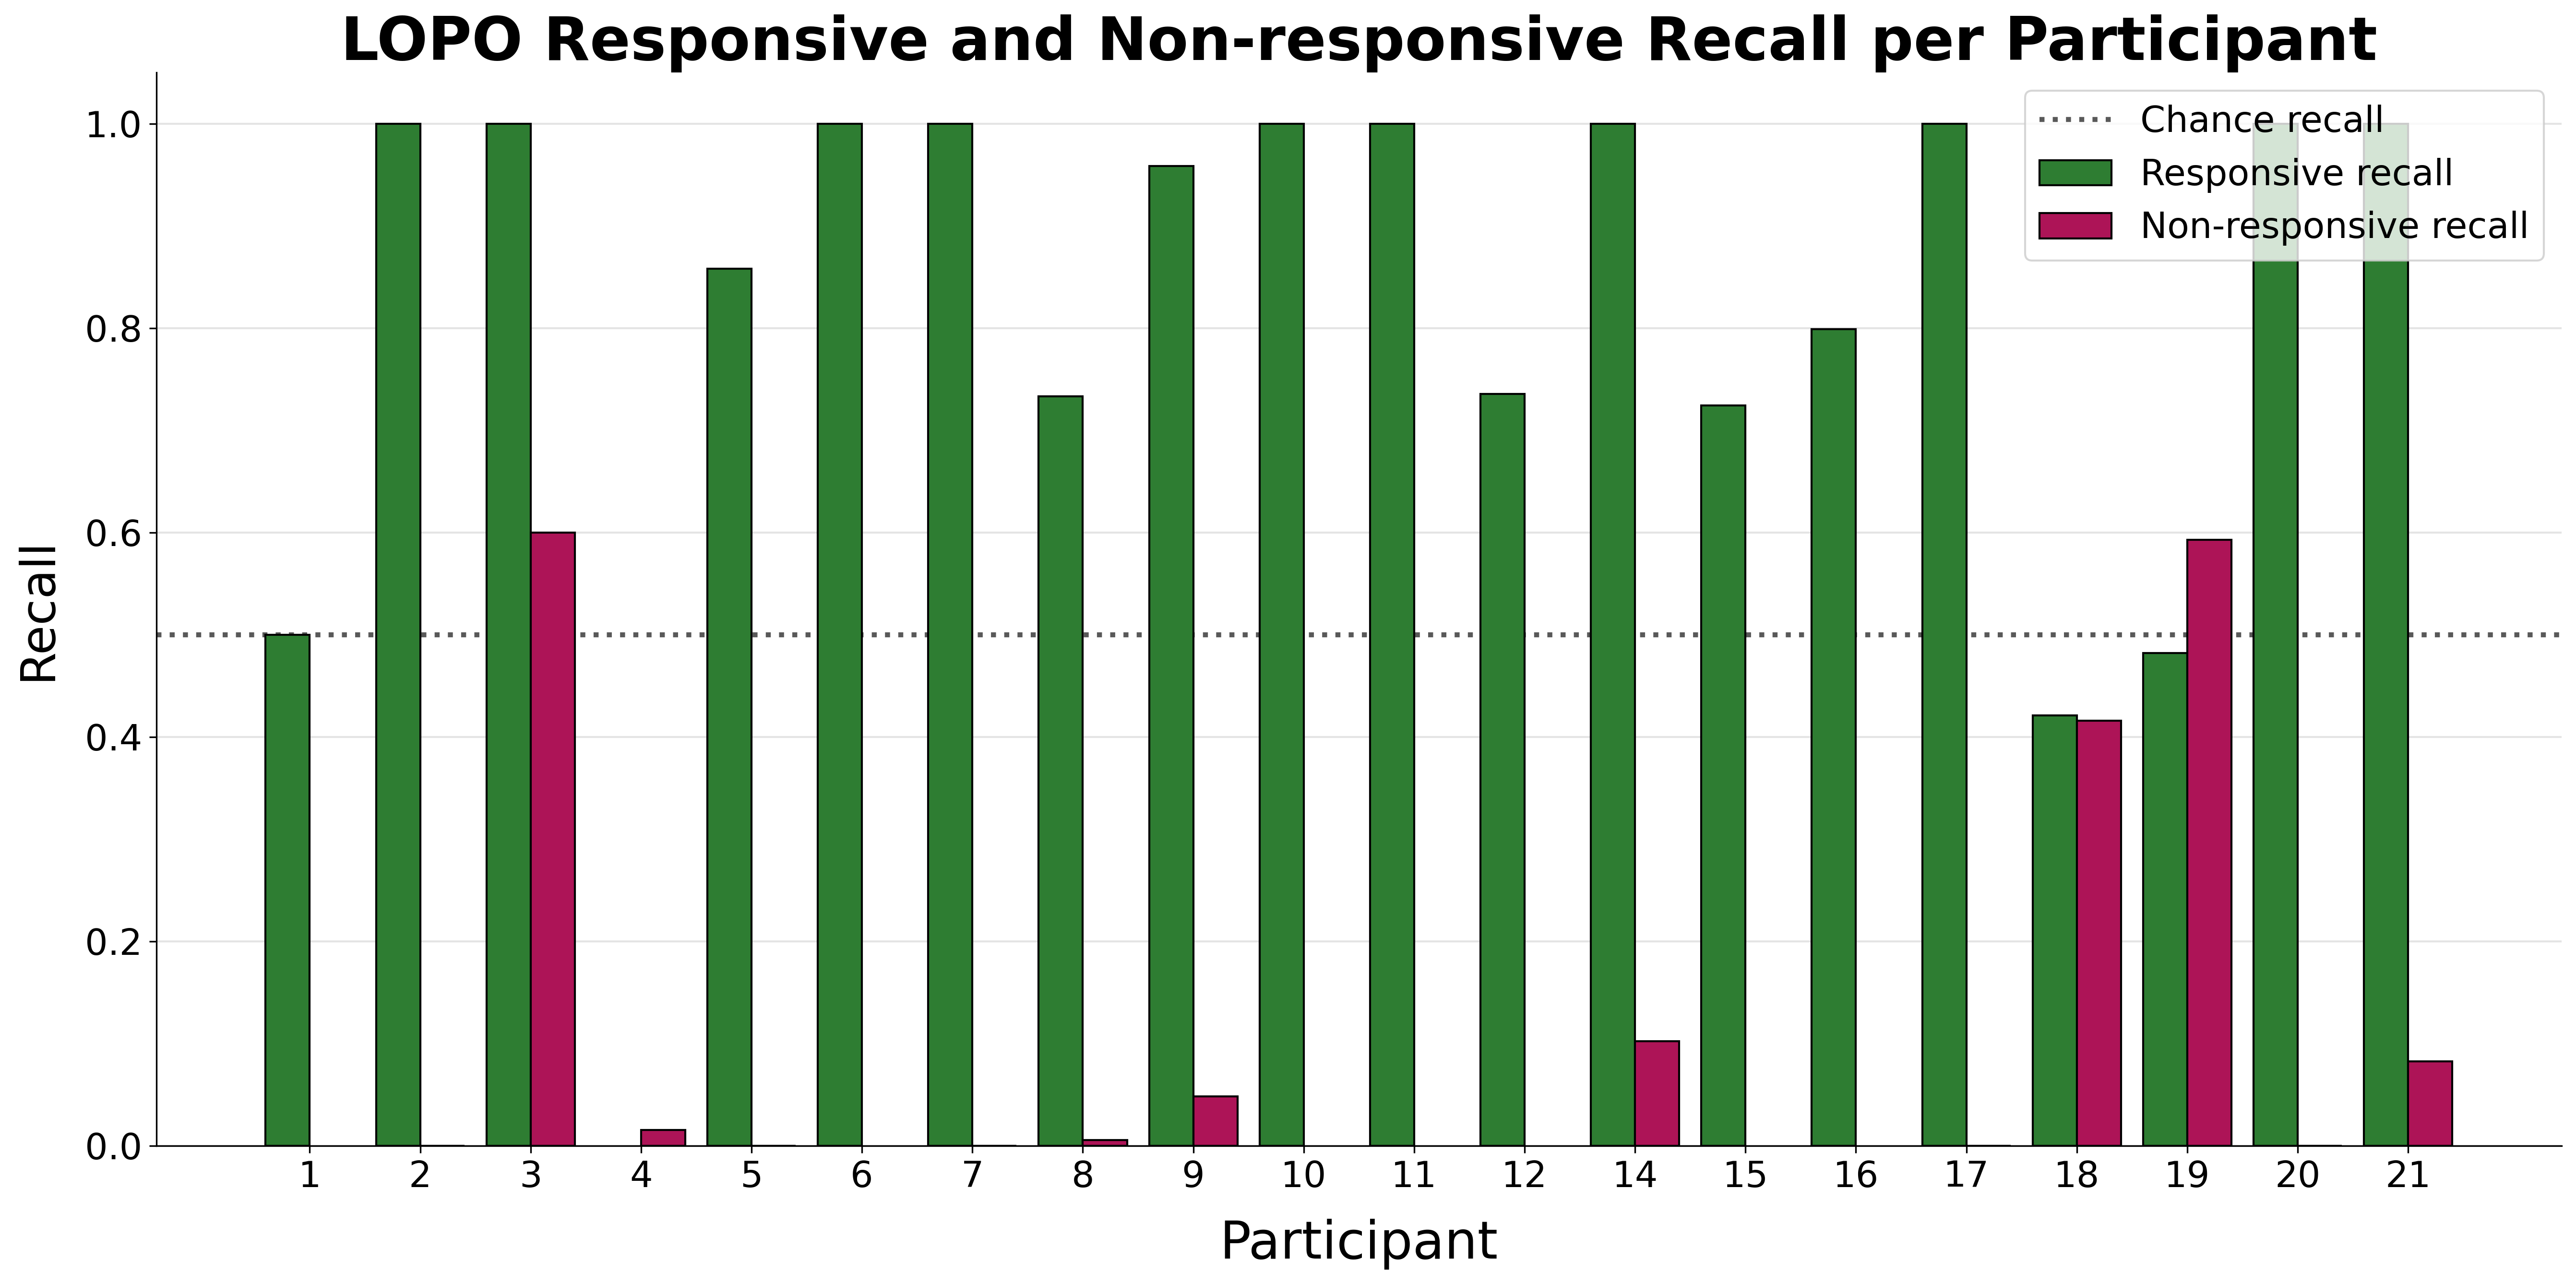 LOPO Responsive and Non-responsive Recall per Participant
Chance recall
Responsive recall
Non-responsive recall
Recall
1.0
0.8
0.6
0.4
0.2
0.0
1 2 3 4 5 6 7 8 9 10 11 12 14 15 16 17 18 19 20 21
Participant